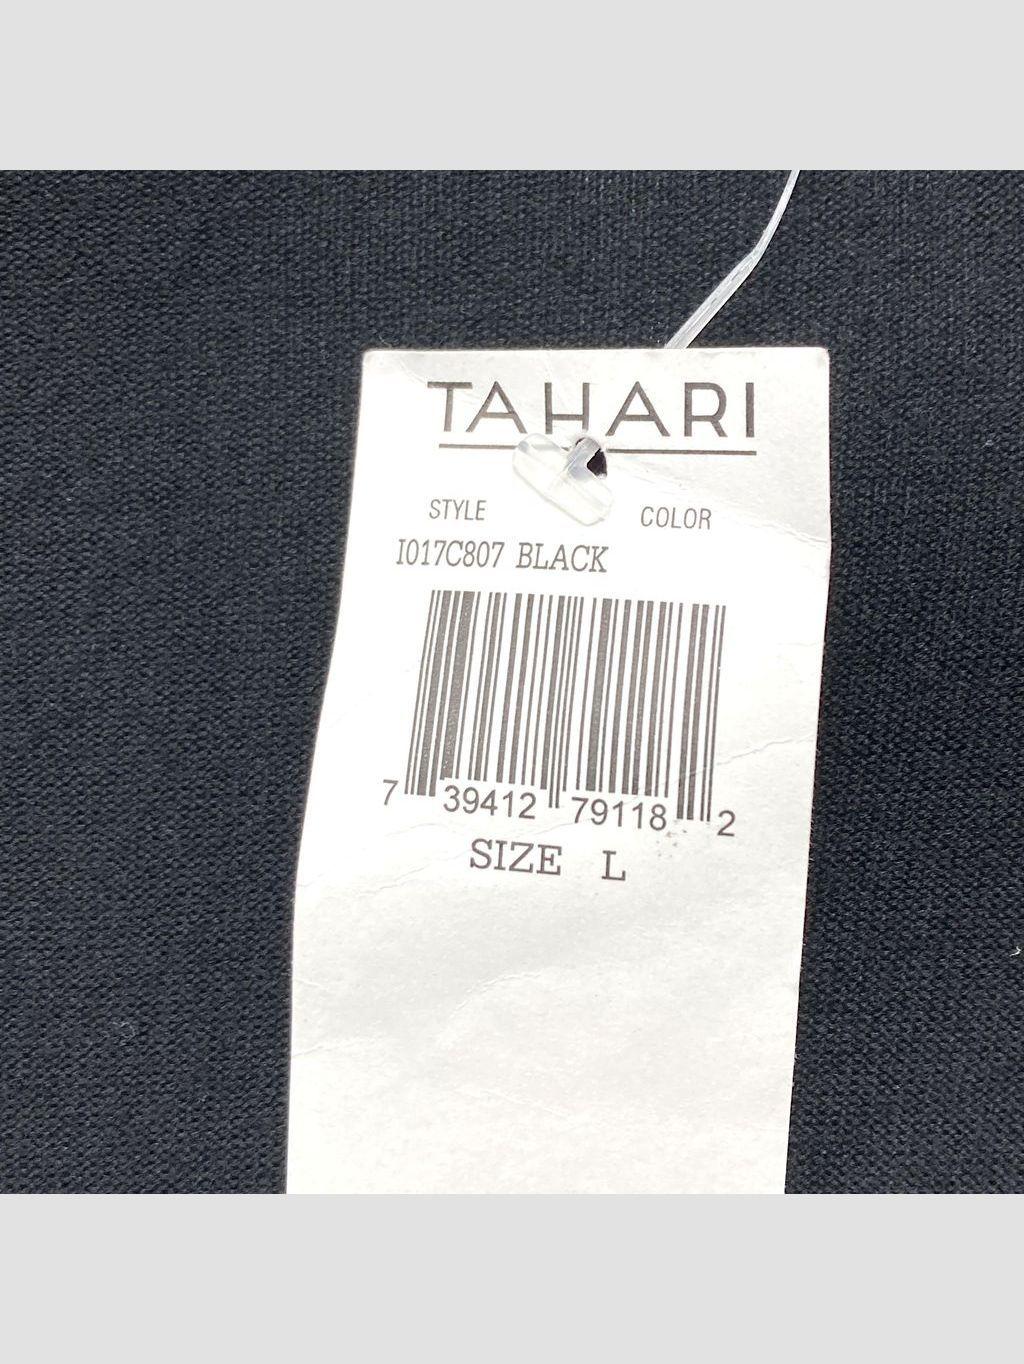 TAHARI
STYLE COLOR
I017C807 BLACK
7 39412 79118 2
SIZE L